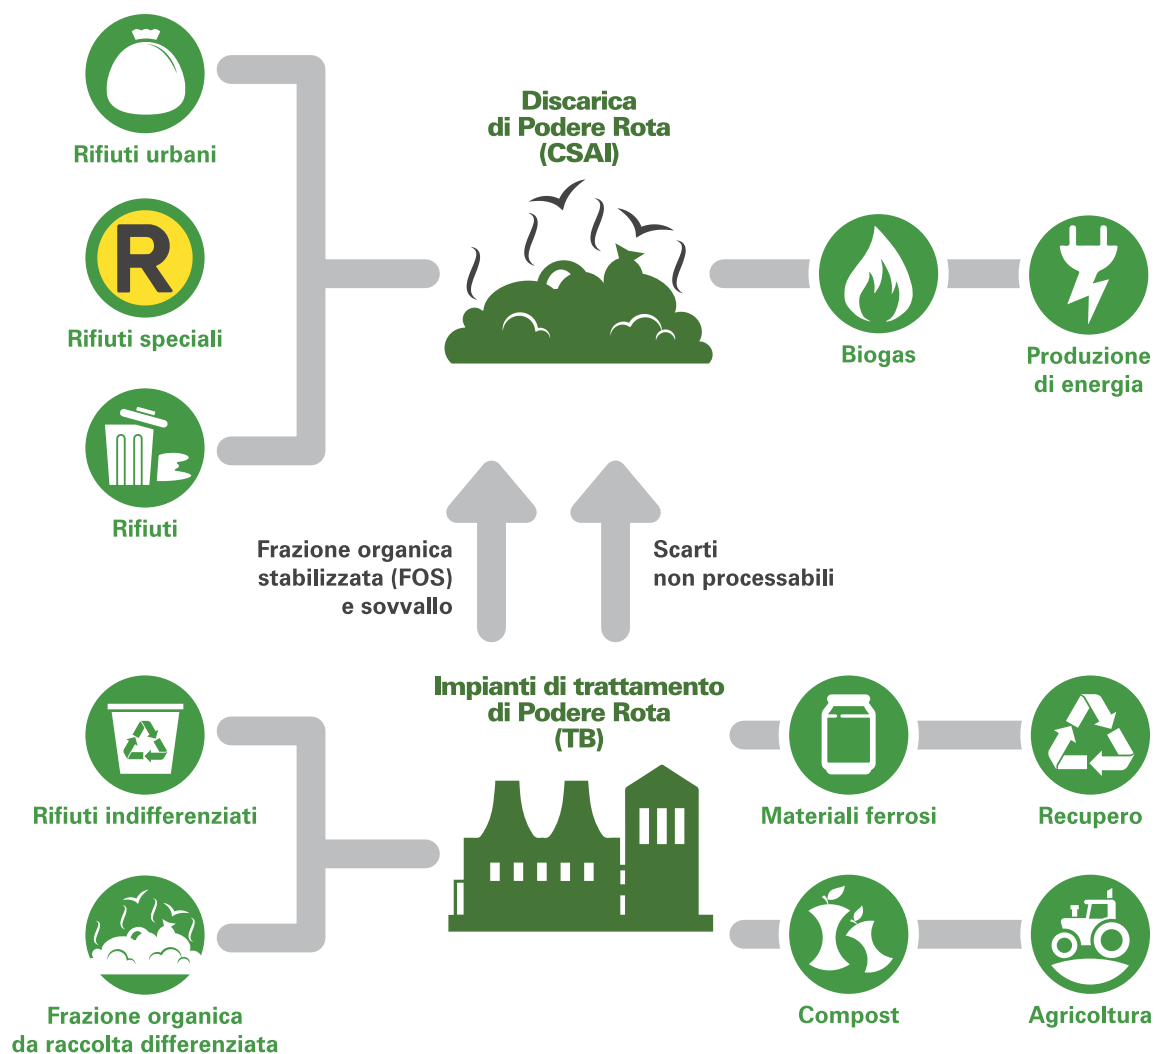 Rifiuti urbani
Discarica
di Podere Rota
(CSAI)
R
Rifiuti speciali
Biogas
Produzione
di energia
Rifiuti
Frazione organica
stabilizzata (FOS)
e sovvallo
Scarti
non processabili
Impianti di trattamento
di Podere Rota
(TB)
Rifiuti indifferenziati
Materiali ferrosi
Recupero
Frazione organica
da raccolta differenziata
Compost
Agricoltura